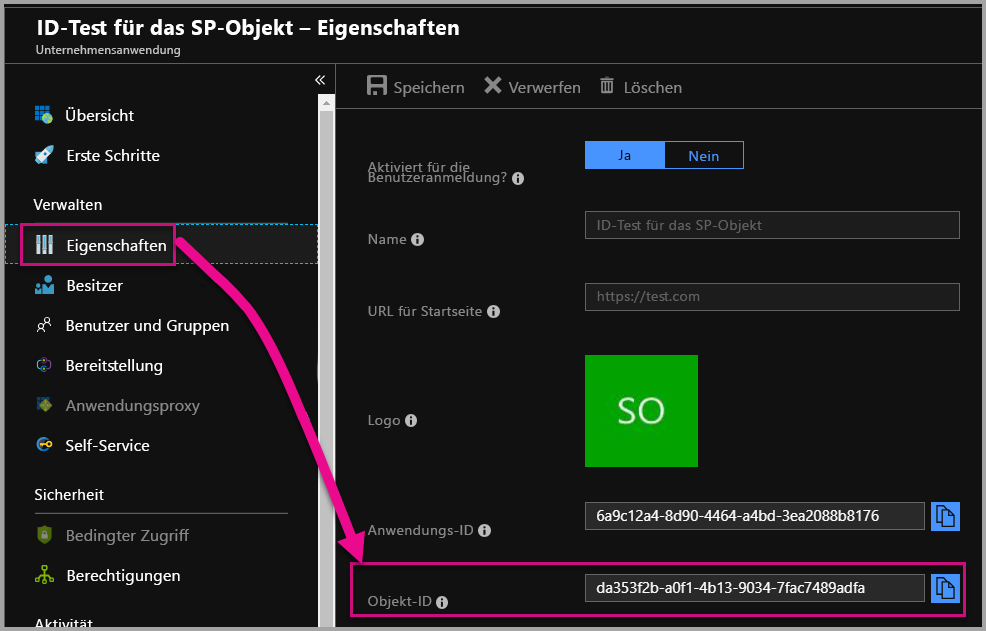 ID-Test für das SP-Objekt – Eigenschaften
Unternehmensanwendung
«
Übersicht
Erste Schritte
Verwalten
Eigenschaften
Besitzer
Benutzer und Gruppen
Bereitstellung
Anwendungsproxy
Self-Service
Sicherheit
Bedingter Zugriff
Berechtigungen
Aktivität
Speichern Verwerfen Löschen
Aktiviert für die
Benutzeranmeldung?
Ja Nein
Name
ID-Test für das SP-Objekt
URL für Startseite
https://test.com
Logo
SO
Anwendungs-ID
6a9c12a4-8d90-4464-a4bd-3ea2088b8176
Objekt-ID
da353f2b-a0f1-4b13-9034-7fac7489adfa